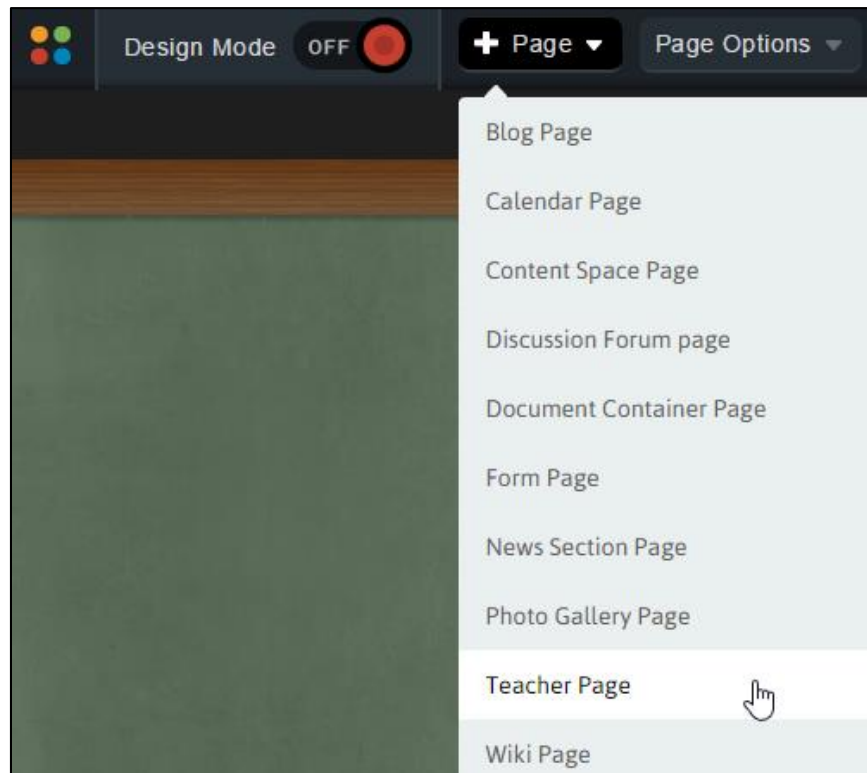 Design Mode OFF + Page Page Options
Blog Page
Calendar Page
Content Space Page
Discussion Forum page
Document Container Page
Form Page
News Section Page
Photo Gallery Page
Teacher Page
Wiki Page